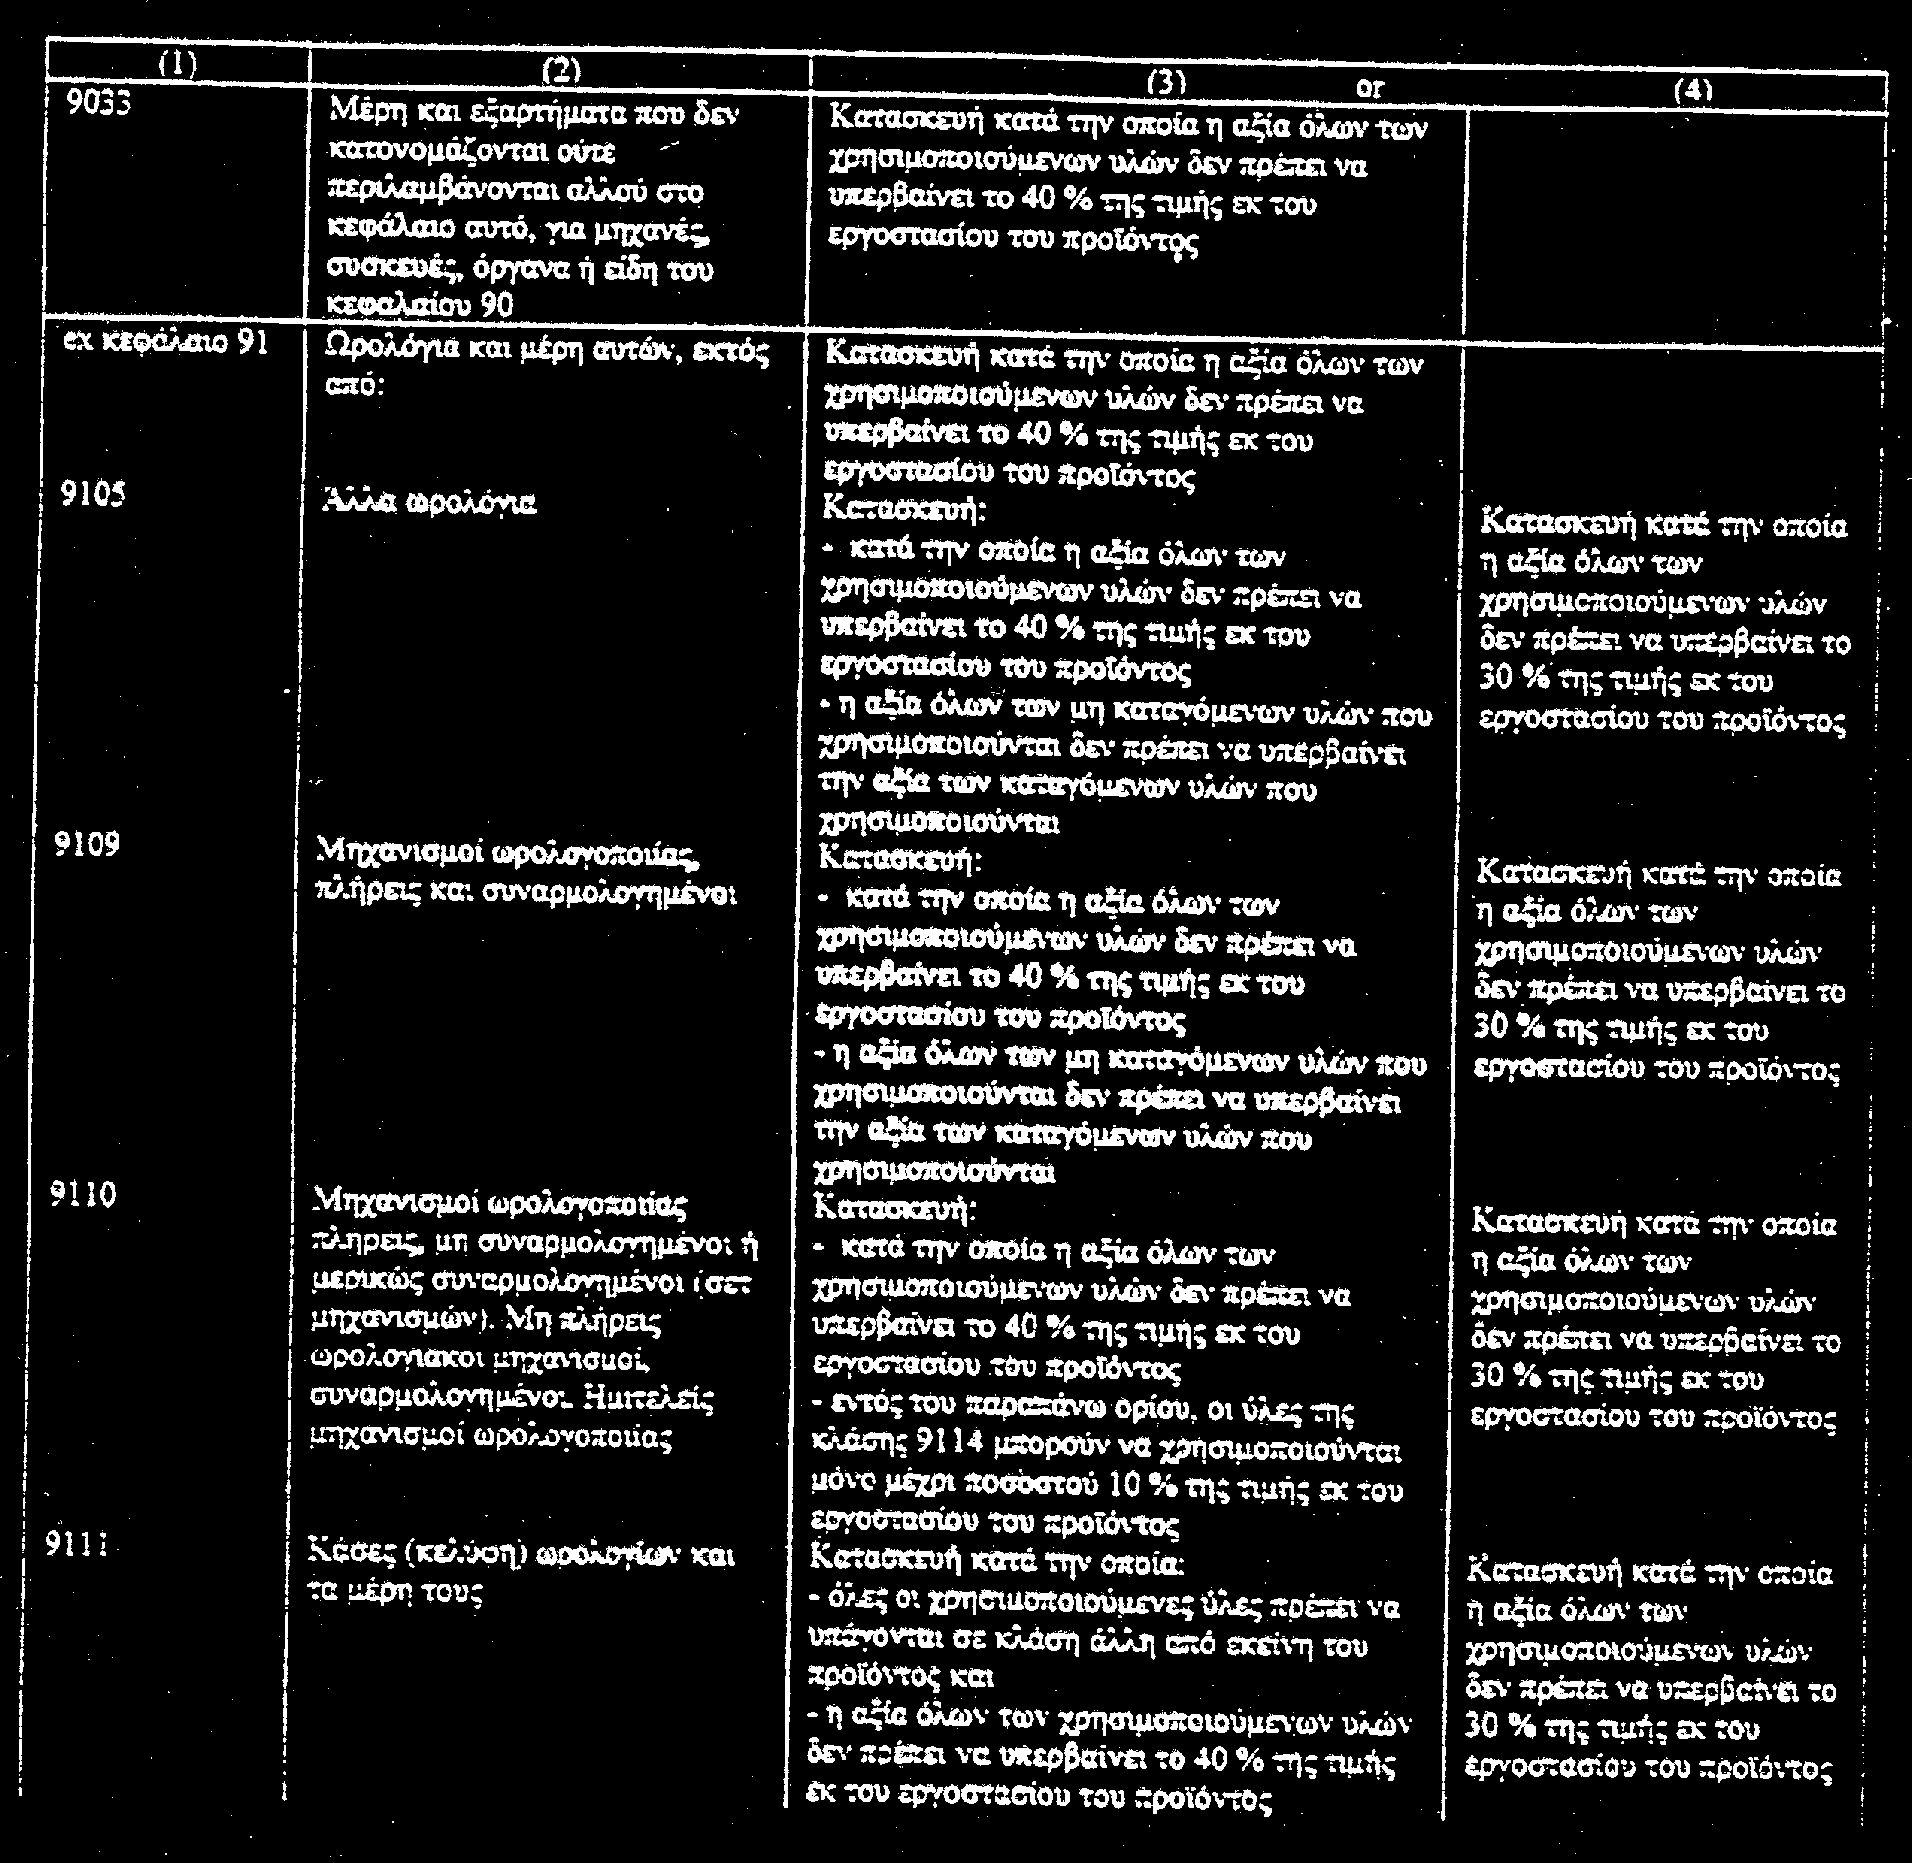 (1) (2) (3) or (4)
9033
Μέρη και εξαρτήματα που δεν
κατονομάζονται ούτε
περιλαμβάνονται αλλού στο
κεφάλαιο αυτό, για μηχανές,
συσκευές, όργανα ή είδη του
κεφαλαίου 90
Κατασκευή κατά την οποία η αξία όλων των
χρησιμοποιούμενων υλών δεν πρέπει να
υπερβαίνει το 40 % της τιμής εκ του
εργοστασίου του προϊόντος
ex κεφάλαιο 91
Ωρολόγια και μέρη αυτών, εκτός
από:
Κατασκευή κατά την οποία η αξία όλων των
χρησιμοποιούμενων υλών δεν πρέπει να
υπερβαίνει το 40 % της τιμής εκ του
εργοστασίου του προϊόντος
9105
Άλλα ωρολόγια
Κατασκευή:
- κατά την οποία η αξία όλων των
χρησιμοποιούμενων υλών δεν πρέπει να
υπερβαίνει το 40 % της τιμής εκ του
εργοστασίου του προϊόντος
- η αξία όλων των μη καταγόμενων υλών που
χρησιμοποιούνται δεν πρέπει να υπερβαίνει
την αξία των καταγόμενων υλών που
χρησιμοποιούνται
Κατασκευή κατά την οποία
η αξία όλων των
χρησιμοποιούμενων υλών
δεν πρέπει να υπερβαίνει το
30 % της τιμής εκ του
εργοστασίου του προϊόντος
9109
Μηχανισμοί ωρολογοποιίας,
πλήρεις και συναρμολογημένοι
Κατασκευή:
- κατά την οποία η αξία όλων των
χρησιμοποιούμενων υλών δεν πρέπει να
υπερβαίνει το 40 % της τιμής εκ του
εργοστασίου του προϊόντος
- η αξία όλων των μη καταγόμενων υλών που
χρησιμοποιούνται δεν πρέπει να υπερβαίνει
την αξία των καταγόμενων υλών που
χρησιμοποιούνται
Κατασκευή κατά την οποία
η αξία όλων των
χρησιμοποιούμενων υλών
δεν πρέπει να υπερβαίνει το
30 % της τιμής εκ του
εργοστασίου του προϊόντος
9110
Μηχανισμοί ωρολογοποιίας
πλήρεις, μη συναρμολογημένοι ή
μερικώς συναρμολογημένοι (σετ
μηχανισμών). Μη πλήρεις
ωρολογιακοί μηχανισμοί,
συναρμολογημένοι. Ημιτελείς
μηχανισμοί ωρολογοποιίας
Κατασκευή:
- κατά την οποία η αξία όλων των
χρησιμοποιούμενων υλών δεν πρέπει να
υπερβαίνει το 40 % της τιμής εκ του
εργοστασίου του προϊόντος
- εντός του παραπάνω ορίου, οι ύλες της
κλάσης 9114 μπορούν να χρησιμοποιούνται
μόνο μέχρι ποσοστού 10 % της τιμής εκ του
εργοστασίου του προϊόντος
Κατασκευή κατά την οποία
η αξία όλων των
χρησιμοποιούμενων υλών
δεν πρέπει να υπερβαίνει το
30 % της τιμής εκ του
εργοστασίου του προϊόντος
9111
Κάσες (κελύφη) ωρολογίων και
τα μέρη τους
Κατασκευή κατά την οποία:
- όλες οι χρησιμοποιούμενες ύλες πρέπει να
υπάγονται σε κλάση άλλη από εκείνη του
προϊόντος και
- η αξία όλων των χρησιμοποιούμενων υλών
δεν πρέπει να υπερβαίνει το 40 % της τιμής
εκ του εργοστασίου του προϊόντος
Κατασκευή κατά την οποία
η αξία όλων των
χρησιμοποιούμενων υλών
δεν πρέπει να υπερβαίνει το
30 % της τιμής εκ του
εργοστασίου του προϊόντος